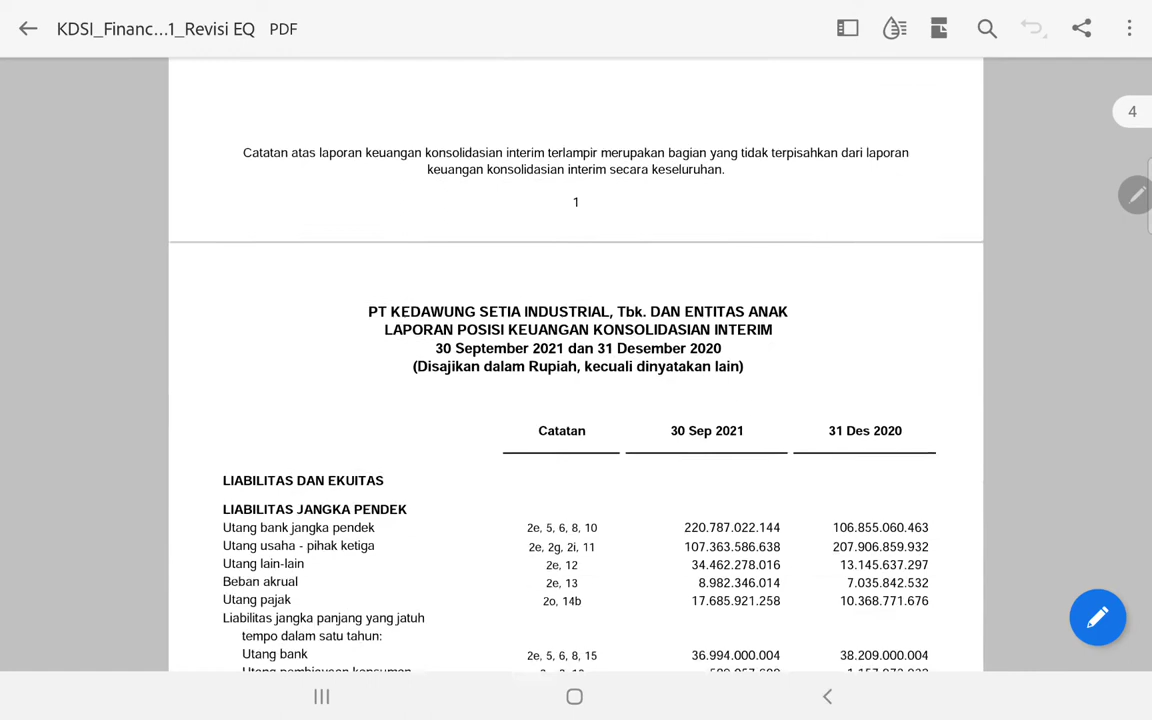 KDSI_Financ...1_Revisi EQ PDF
4
Catatan atas laporan keuangan konsolidasian interim terlampir merupakan bagian yang tidak terpisahkan dari laporan
keuangan konsolidasian interim secara keseluruhan.
1
PT KEDAWUNG SETIA INDUSTRIAL, Tbk. DAN ENTITAS ANAK
LAPORAN POSISI KEUANGAN KONSOLIDASIAN INTERIM
30 September 2021 dan 31 Desember 2020
(Disajikan dalam Rupiah, kecuali dinyatakan lain)
Catatan 30 Sep 2021 31 Des 2020
LIABILITAS DAN EKUITAS
LIABILITAS JANGKA PENDEK
Utang bank jangka pendek 2e, 5, 6, 8, 10 220.787.022.144 106.855.060.463
Utang usaha - pihak ketiga 2e, 2g, 2i, 11 107.363.586.638 207.906.859.932
Utang lain-lain 2e, 12 34.462.278.016 13.145.637.297
Beban akrual 2e, 13 8.982.346.014 7.035.842.532
Utang pajak 2o, 14b 17.685.921.258 10.368.771.676
Liabilitas jangka panjang yang jatuh
tempo dalam satu tahun:
Utang bank 2e, 5, 6, 8, 15 36.994.000.004 38.209.000.004